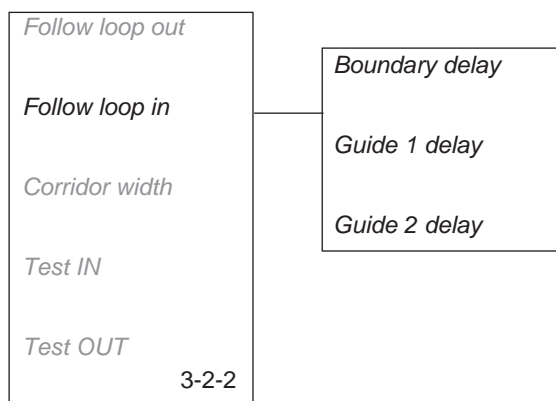 Follow loop out
Follow loop in
Corridor width
Test IN
Test OUT
3-2-2
Boundary delay
Guide 1 delay
Guide 2 delay